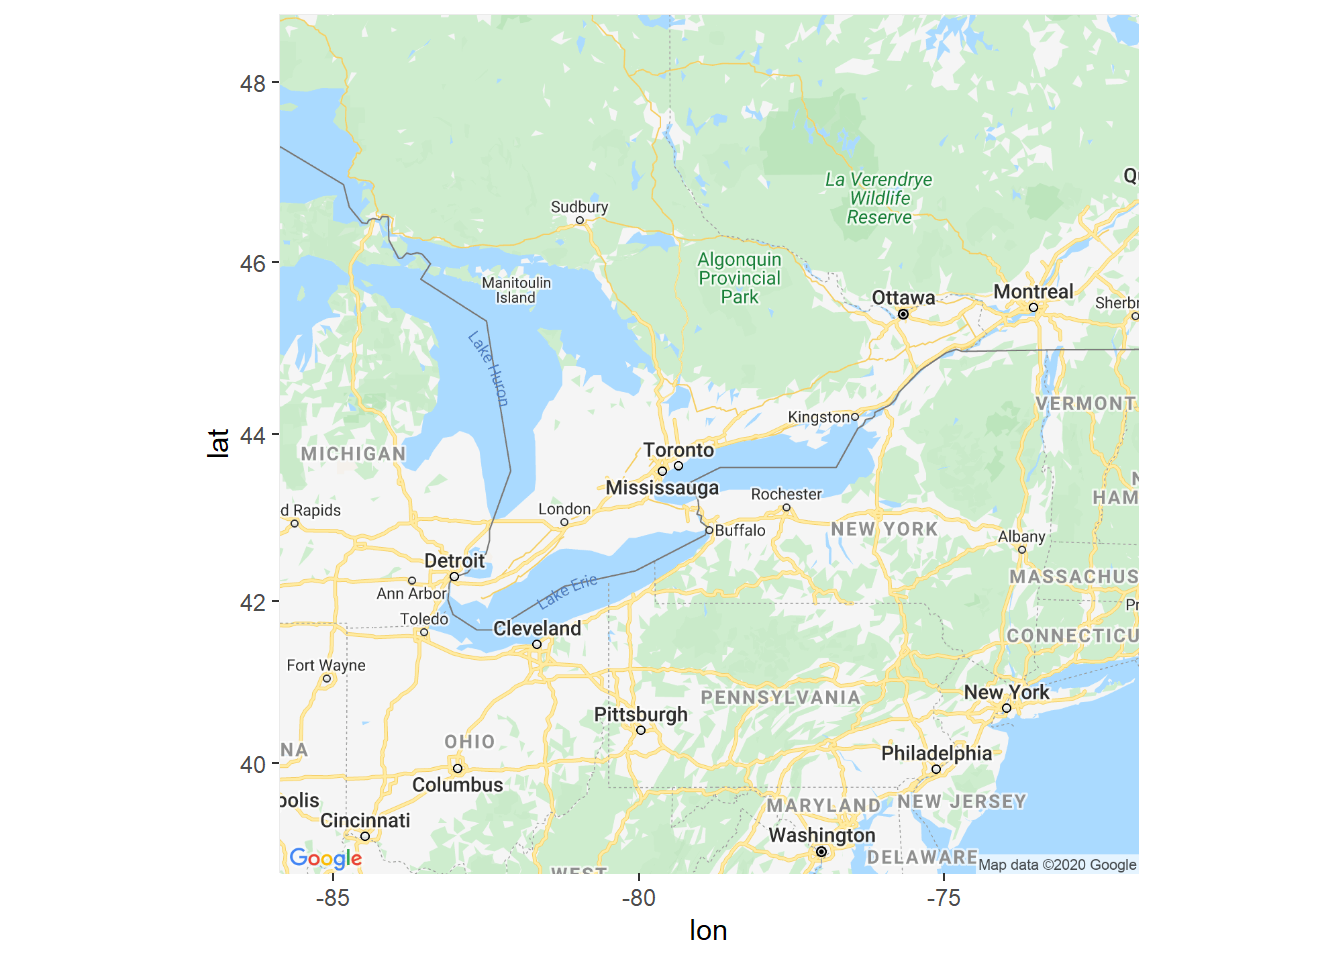 48
46
44
42
40
lat
-85
-80
-75
lon
Q
La Verendrye
Wildlife
Reserve
Sudbury
Algonquin
Provincial
Park
Manitoulin
Island
Ottawa
Montreal
Sherbr
Lake Huron
VERMONT
Kingston
MICHIGAN
Toronto
Mississauga
Rochester
N
HAM
d Rapids
London
Buffalo
NEW YORK
Albany
Detroit
Ann Arbor
Lake Erie
MASSACHUS
Pr
Toledo
Cleveland
CONNECTICU
Fort Wayne
PENNSYLVANIA
New York
Pittsburgh
NA
OHIO
Columbus
Philadelphia
polis
Cincinnati
MARYLAND
NEW JERSEY
Washington
DELAWARE
WEST
Google
Map data ©2020 Google